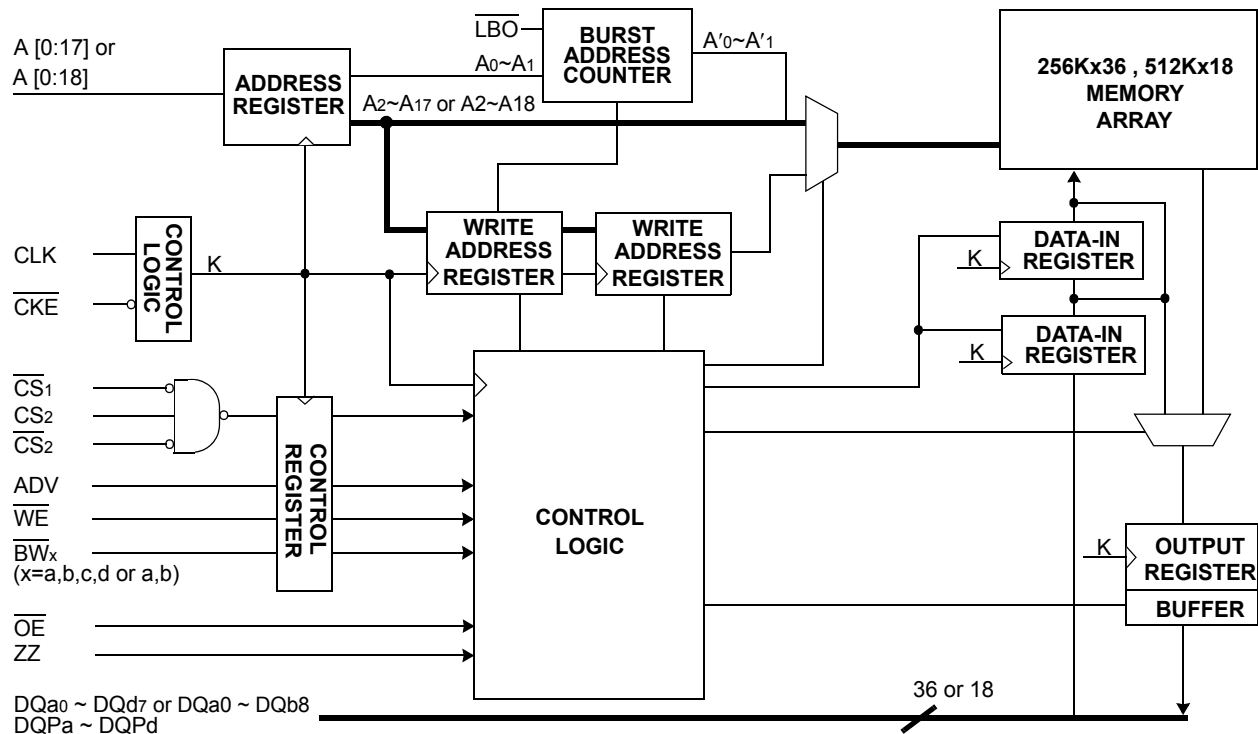 A [0:17] or
A [0:18]
ADDRESS
REGISTER
LBO
A0~A1
BURST
ADDRESS
COUNTER
A′0~A′1
A2~A17 or A2~A18
256Kx36 , 512Kx18
MEMORY
ARRAY
CLK
CKE
CONTROL
LOGIC
K
WRITE
ADDRESS
REGISTER
WRITE
ADDRESS
REGISTER
K
DATA-IN
REGISTER
K
DATA-IN
REGISTER
CS1
CS2
CS2
ADV
WE
BWx
(x=a,b,c,d or a,b)
CONTROL
REGISTER
CONTROL
LOGIC
K
OUTPUT
REGISTER
BUFFER
OE
ZZ
DQa0 ~ DQd7 or DQa0 ~ DQb8
DQPa ~ DQPd
36 or 18